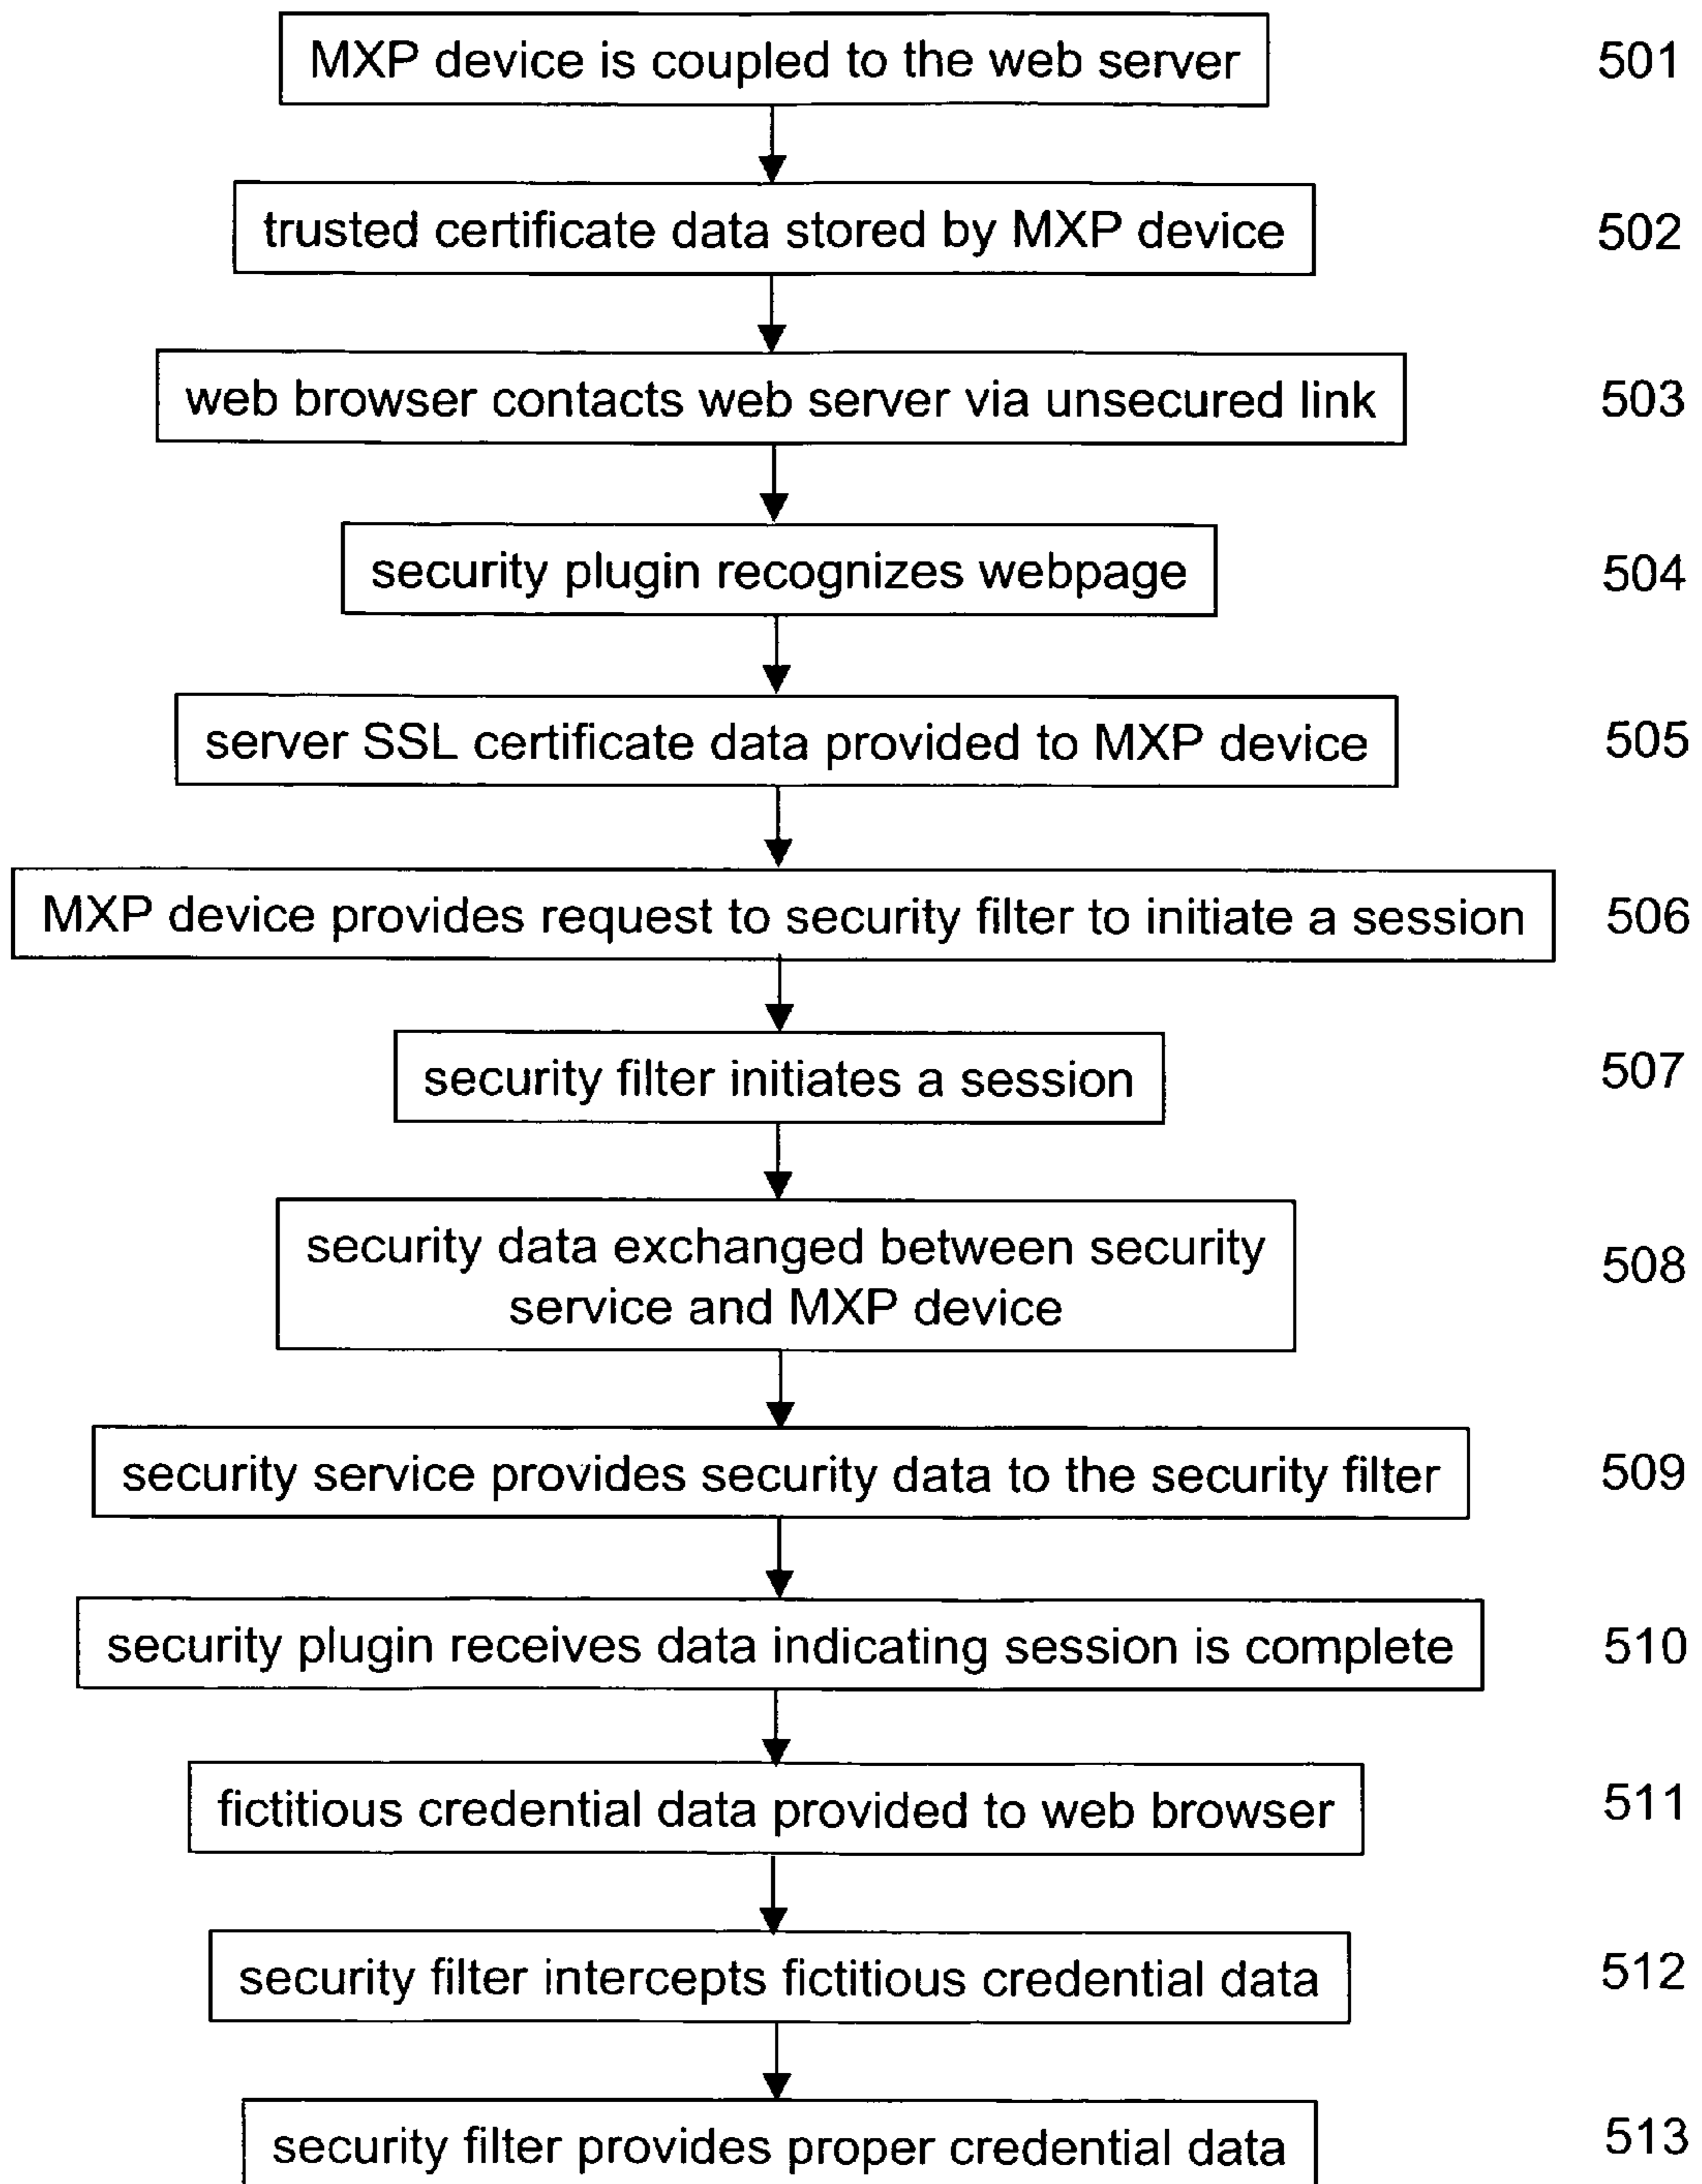 MXP device is coupled to the web server 501
trusted certificate data stored by MXP device 502
web browser contacts web server via unsecured link 503
security plugin recognizes webpage 504
server SSL certificate data provided to MXP device 505
MXP device provides request to security filter to initiate a session 506
security filter initiates a session 507
security data exchanged between security
service and MXP device 508
security service provides security data to the security filter 509
security plugin receives data indicating session is complete 510
fictitious credential data provided to web browser 511
security filter intercepts fictitious credential data 512
security filter provides proper credential data 513